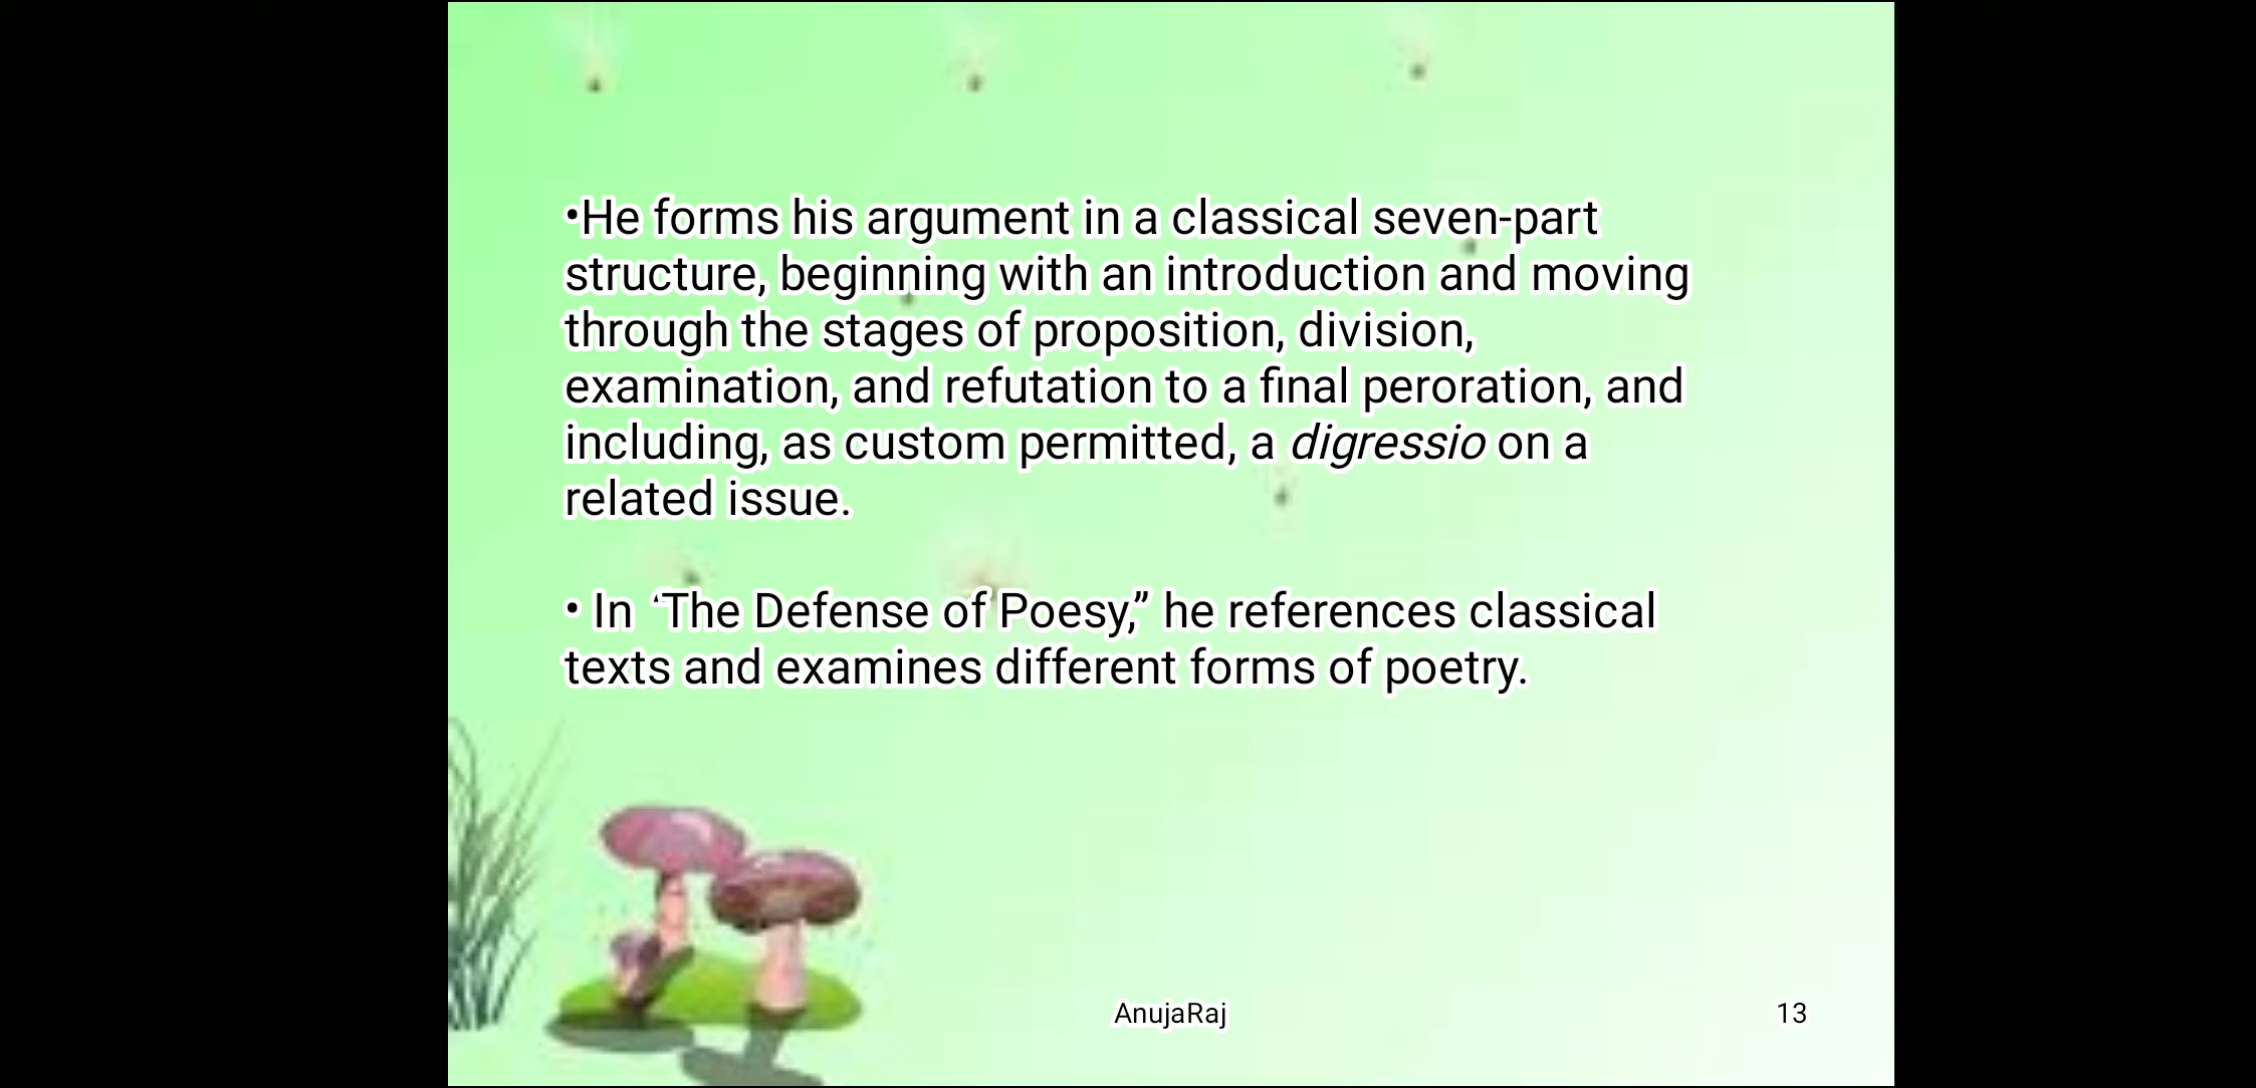 •He forms his argument in a classical seven-part
structure, beginning with an introduction and moving
through the stages of proposition, division,
examination, and refutation to a final peroration, and
including, as custom permitted, a digressio on a
related issue.
• In ‘The Defense of Poesy,” he references classical
texts and examines different forms of poetry.
AnujaRaj
13